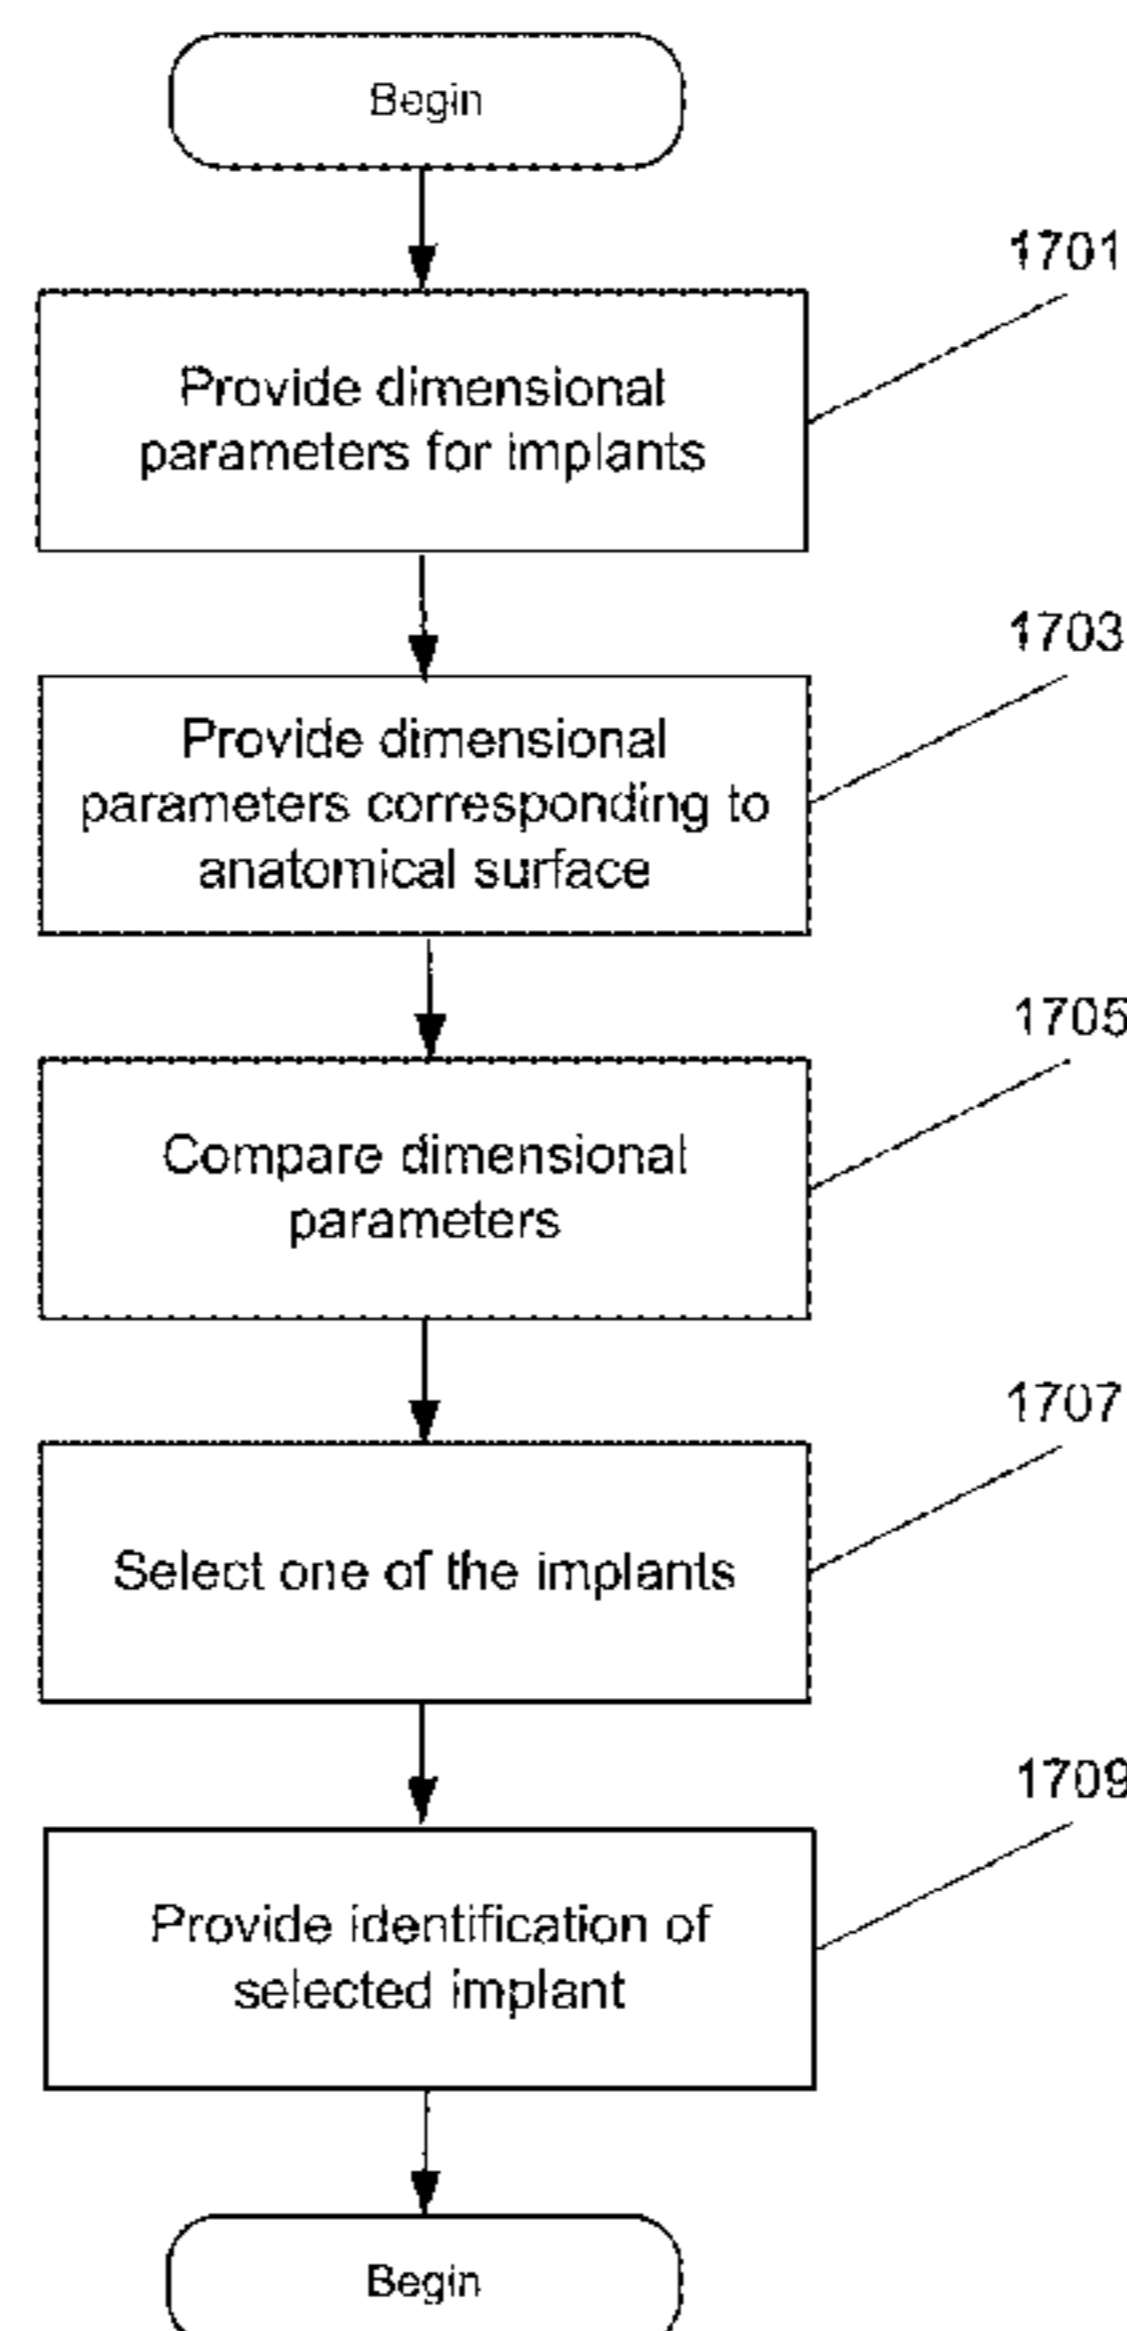 Begin
1701
Provide dimensional
parameters for implants
1703
Provide dimensional
parameters corresponding to
anatomical surface
1705
Compare dimensional
parameters
1707
Select one of the implants
1709
Provide identification of
selected implant
Begin